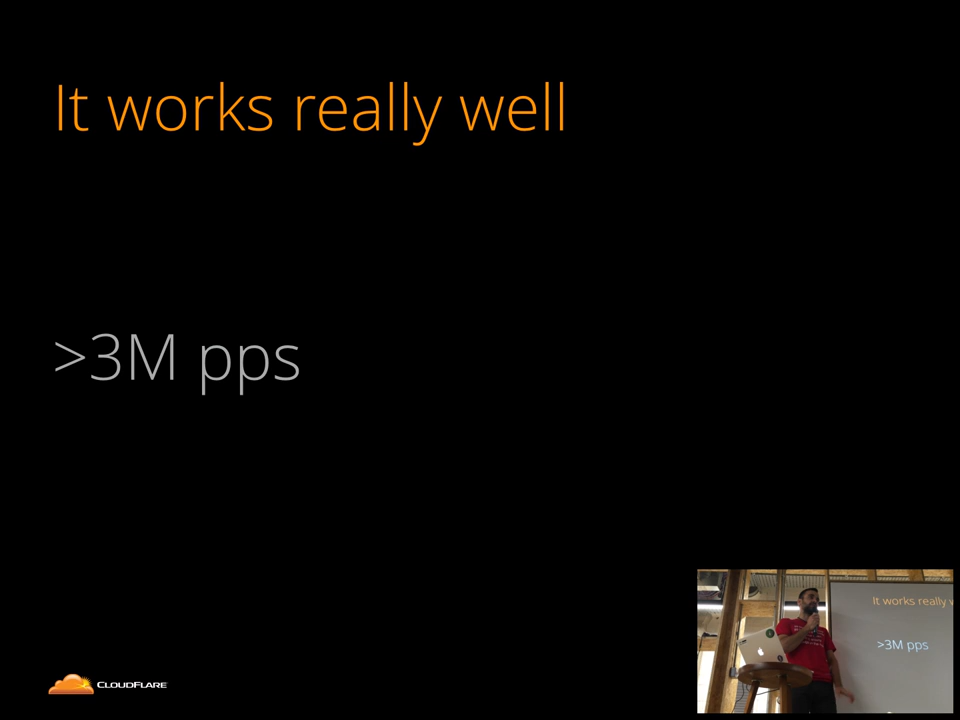 It works really well
>3M pps
CLOUDFLARE
It works really
>3M pps